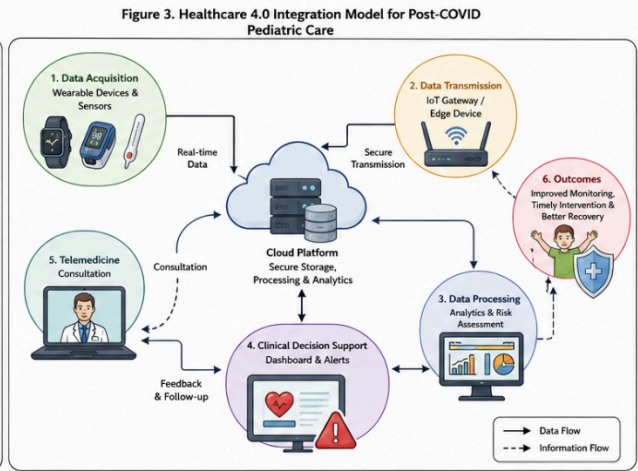 Figure 3. Healthcare 4.0 Integration Model for Post-COVID
Pediatric Care
1. Data Acquisition
Wearable Devices &
Sensors
2. Data Transmission
IoT Gateway /
Edge Device
Real-time
Data
Secure
Transmission
6. Outcomes
Improved Monitoring,
Timely Intervention &
Better Recovery
Cloud Platform
Secure Storage,
Processing & Analytics
5. Telemedicine
Consultation
Consultation
3. Data Processing
Analytics & Risk
Assessment
4. Clinical Decision Support
Dashboard & Alerts
Feedback
& Follow-up
Data Flow
Information Flow